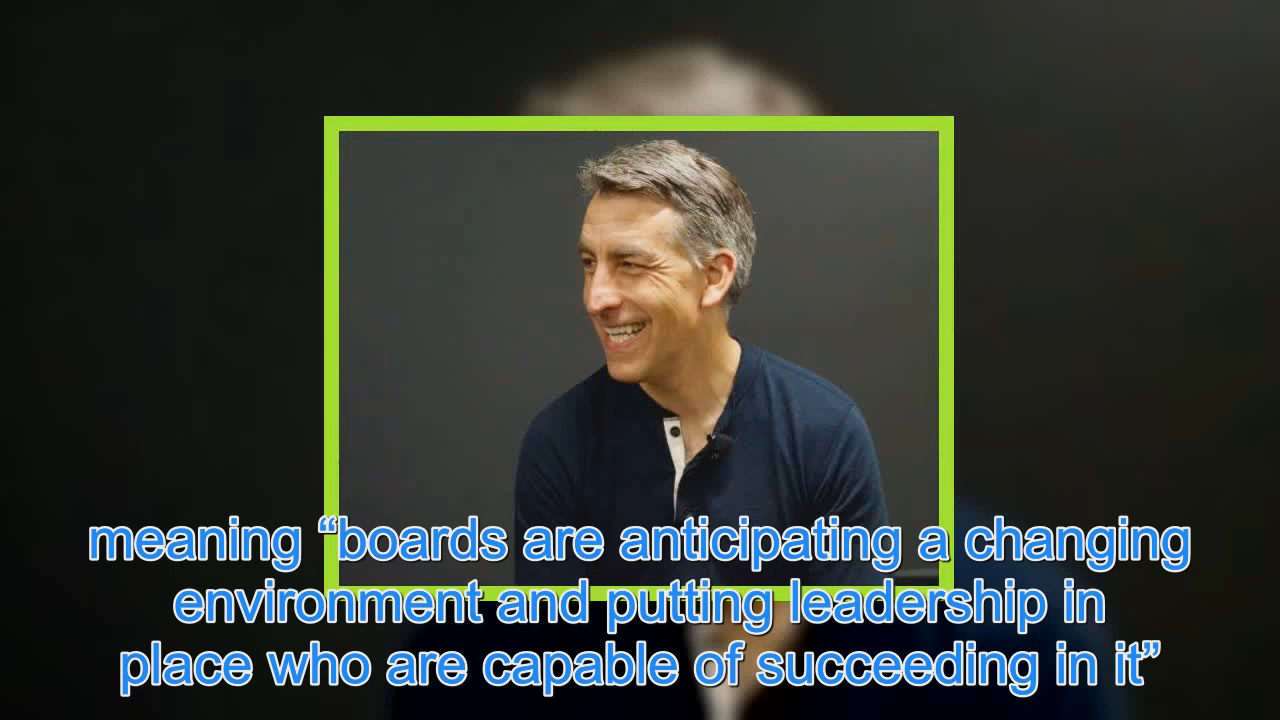 meaning “boards are anticipating a changing
environment and putting leadership in
place who are capable of succeeding in it”